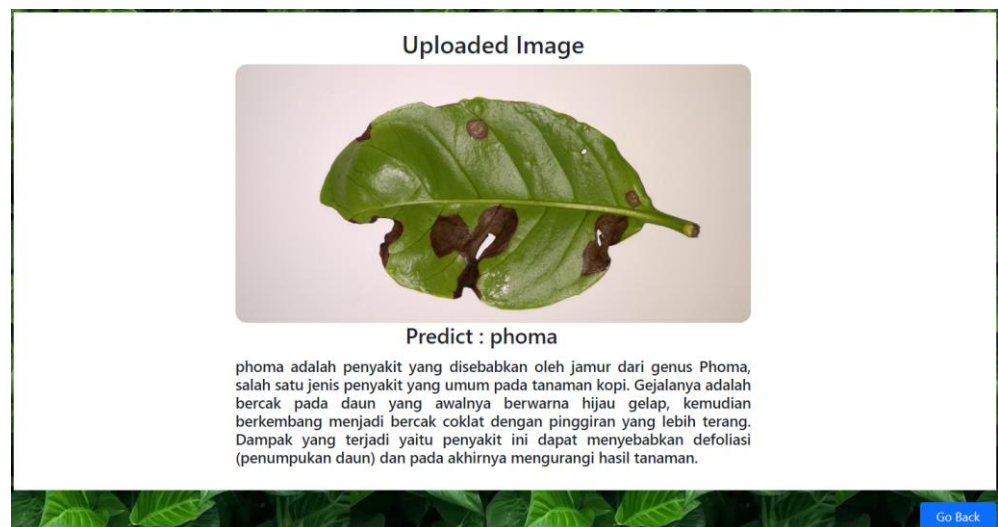 Uploaded Image
Predict : phoma
phoma adalah penyakit yang disebabkan oleh jamur dari genus Phoma,
salah satu jenis penyakit yang umum pada tanaman kopi. Gejalanya adalah
bercak pada daun yang awalnya berwarna hijau gelap, kemudian
berkembang menjadi bercak coklat dengan pinggiran yang lebih terang.
Dampak yang terjadi yaitu penyakit ini dapat menyebabkan defoliasi
(penumpukan daun) dan pada akhirnya mengurangi hasil tanaman.
Go Back